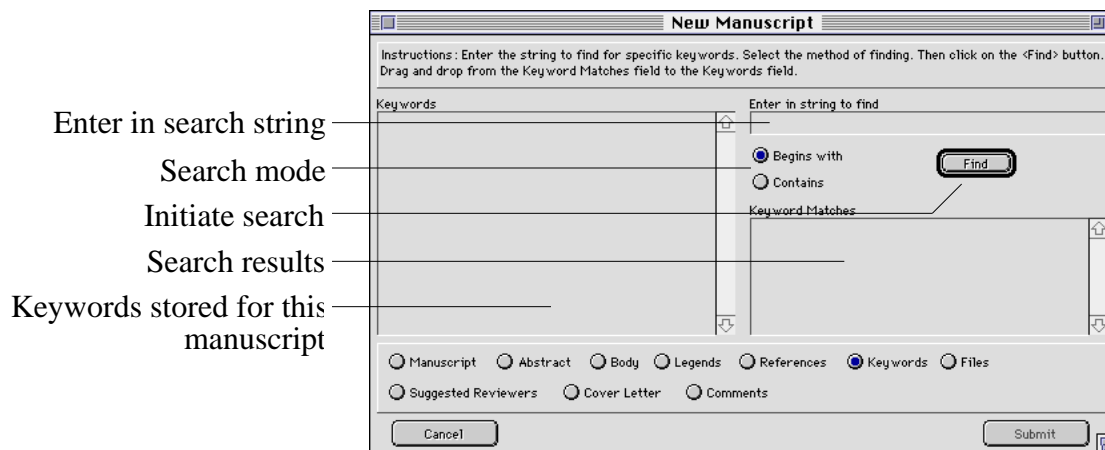 New Manuscript
Instructions: Enter the string to find for specific keywords. Select the method of finding. Then click on the <Find> button.
Drag and drop from the Keyword Matches field to the Keywords field.
Keywords
Enter in string to find
Enter in search string
Begins with
Find
Search mode
Contains
Initiate search
Keyword Matches
Search results
Keywords stored for this
manuscript
Manuscript Abstract Body Legends References Keywords Files
Suggested Reviewers Cover Letter Comments
Cancel
Submit